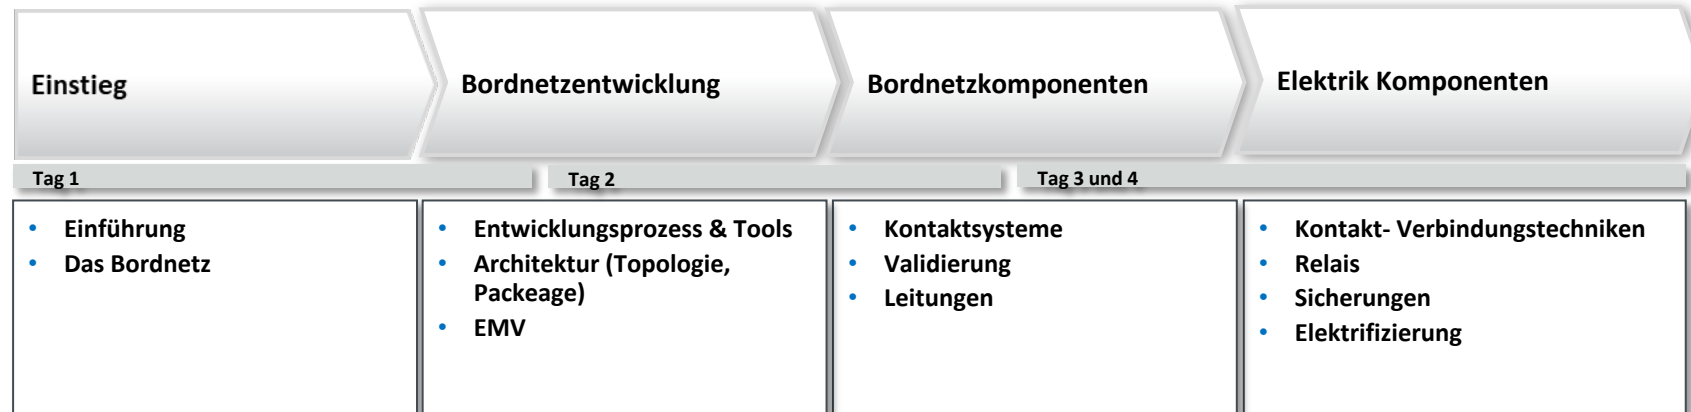 Einstieg
Bordnetzentwicklung
Bordnetzkomponenten
Elektrik Komponenten
Tag 1
Tag 2
Tag 3 und 4
• Einführung
• Das Bordnetz
• Entwicklungsprozess & Tools
• Architektur (Topologie,
Packeage)
• EMV
• Kontaktsysteme
• Validierung
• Leitungen
• Kontakt- Verbindungstechniken
• Relais
• Sicherungen
• Elektrifizierung